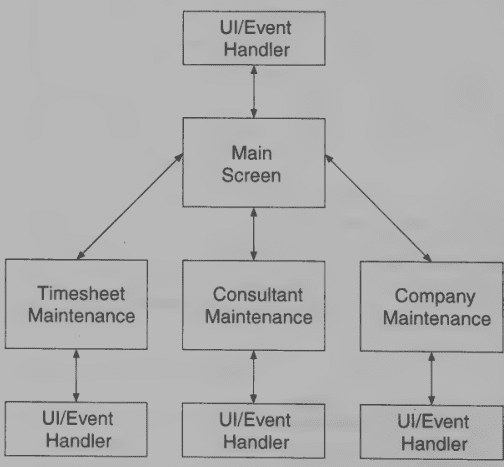 UI/Event
Handler
Main
Screen
Timesheet
Maintenance
Consultant
Maintenance
Company
Maintenance
UI/Event
Handler
UI/Event
Handler
UI/Event
Handler